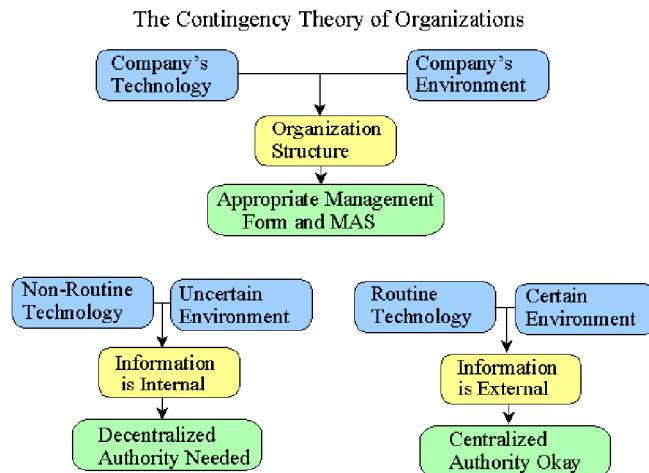 The Contingency Theory of Organizations
Company's
Technology
Company's
Environment
Organization
Structure
Appropriate Management
Form and MAS
Non-Routine
Technology
Uncertain
Environment
Information
is Internal
Decentralized
Authority Needed
Routine
Technology
Certain
Environment
Information
is External
Centralized
Authority Okay